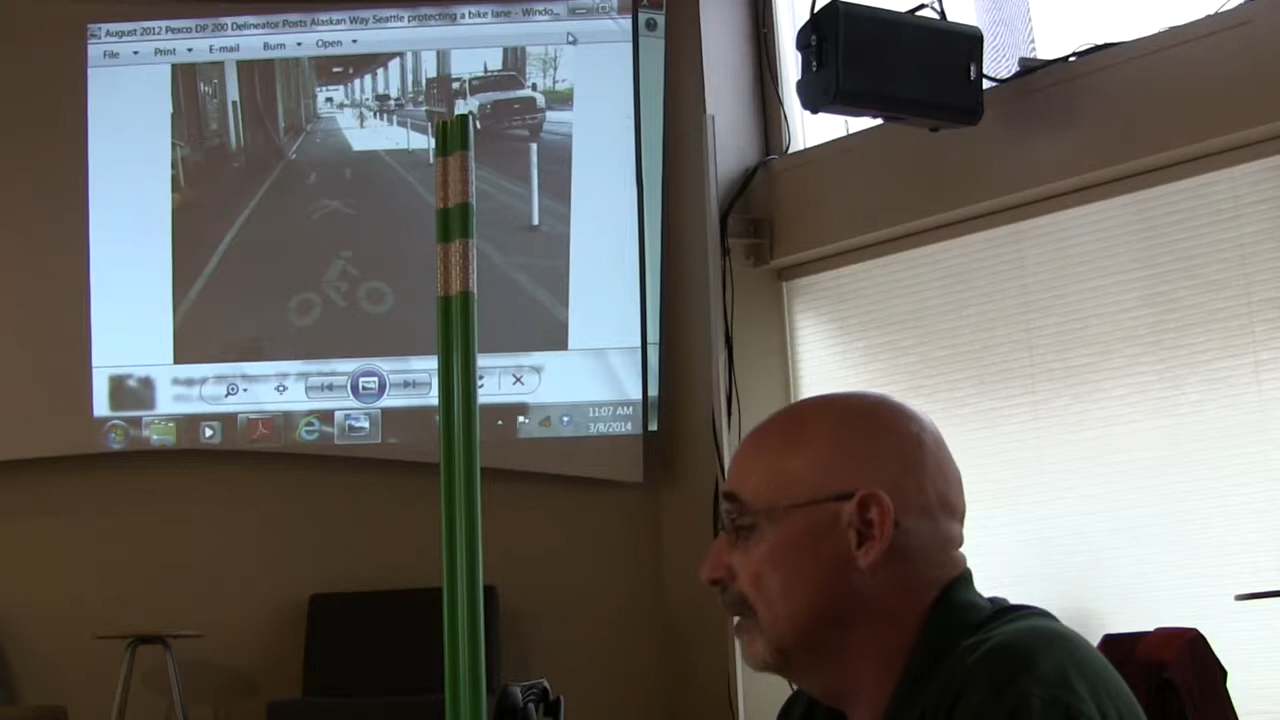 August 2012 Pexco DP 200 Delineator Posts Alaskan Way Seattle protecting a bike lane - Windo...
File Print E-mail Burn Open
11:07 AM
3/8/2014